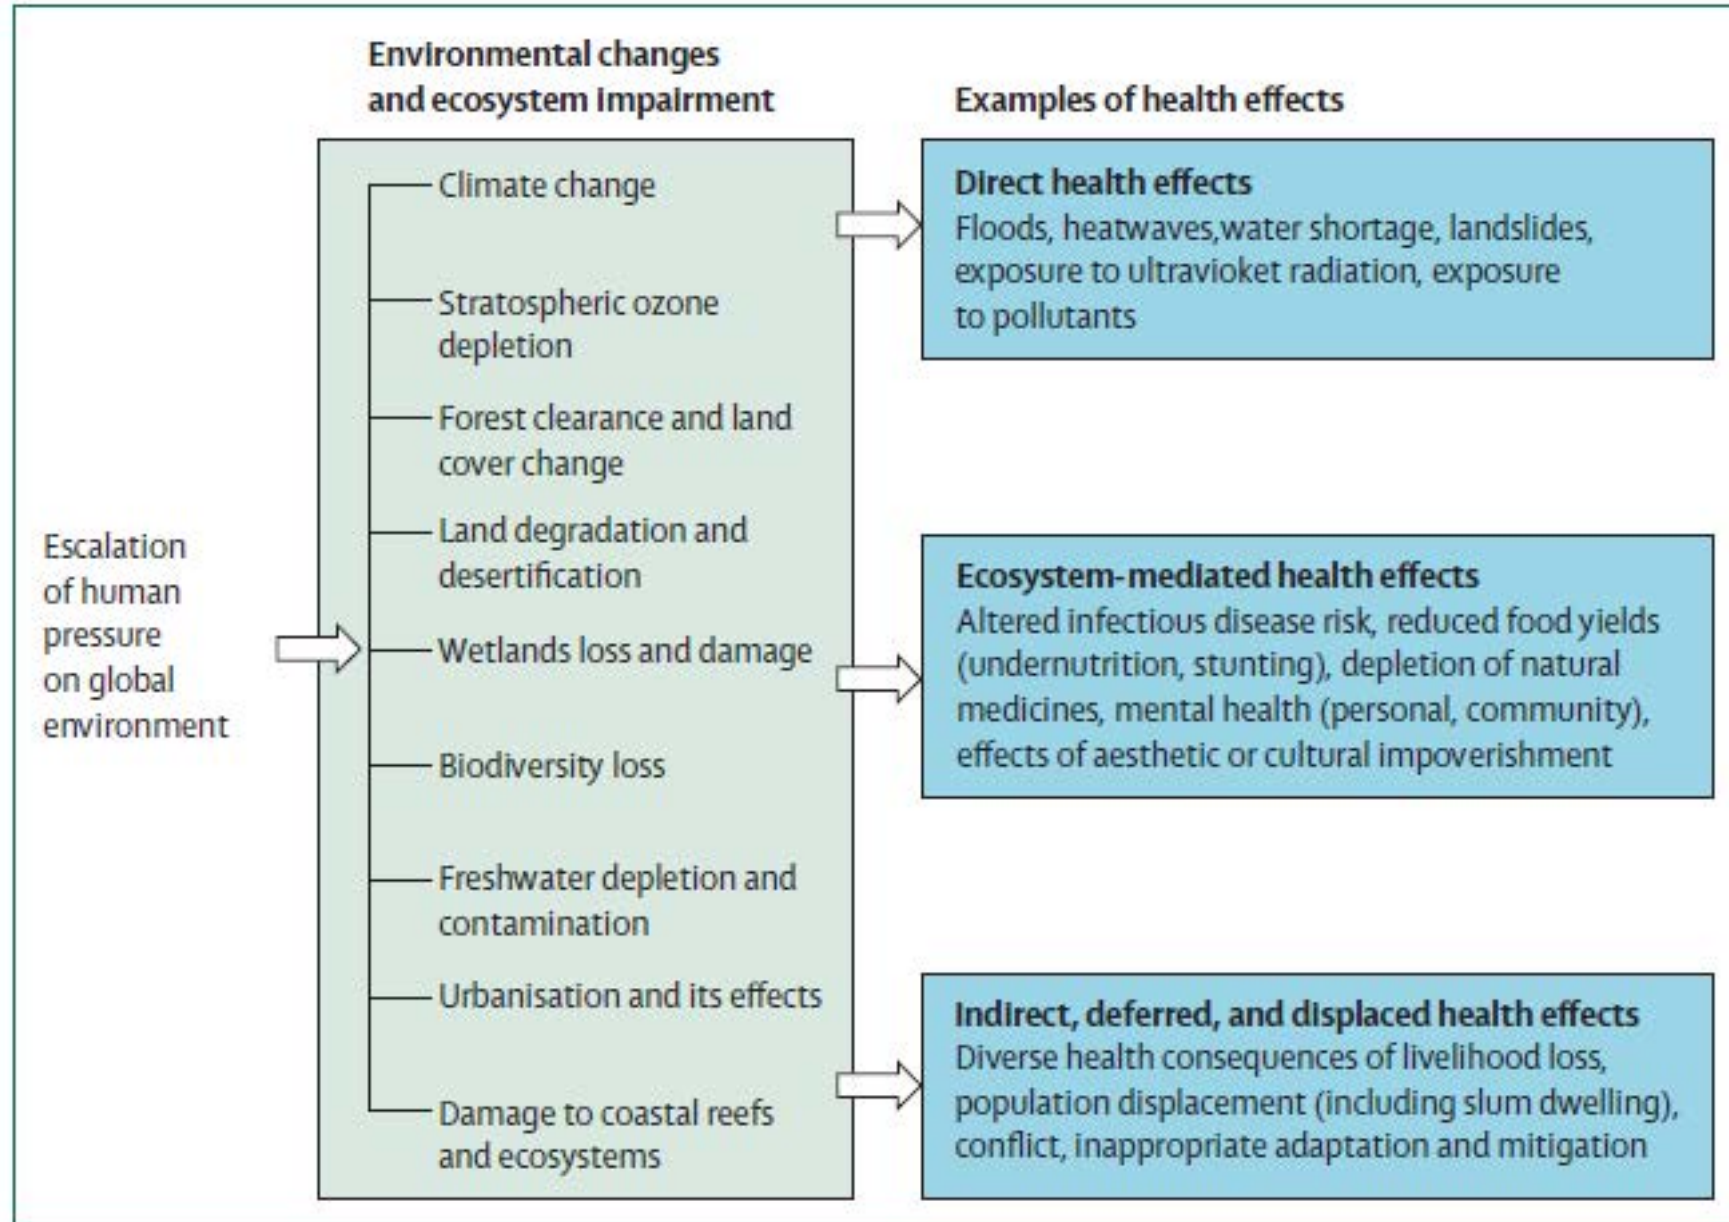 Environmental changes
and ecosystem impairment
Examples of health effects
Escalation
of human
pressure
on global
environment
Climate change
Stratospheric ozone
depletion
Forest clearance and land
cover change
Land degradation and
desertification
Wetlands loss and damage
Biodiversity loss
Freshwater depletion and
contamination
Urbanisation and its effects
Damage to coastal reefs
and ecosystems
Direct health effects
Floods, heatwaves,water shortage, landslides,
exposure to ultravioket radiation, exposure
to pollutants
Ecosystem-mediated health effects
Altered infectious disease risk, reduced food yields
(undernutrition, stunting), depletion of natural
medicines, mental health (personal, community),
effects of aesthetic or cultural impoverishment
Indirect, deferred, and displaced health effects
Diverse health consequences of livelihood loss,
population displacement (including slum dwelling),
conflict, inappropriate adaptation and mitigation